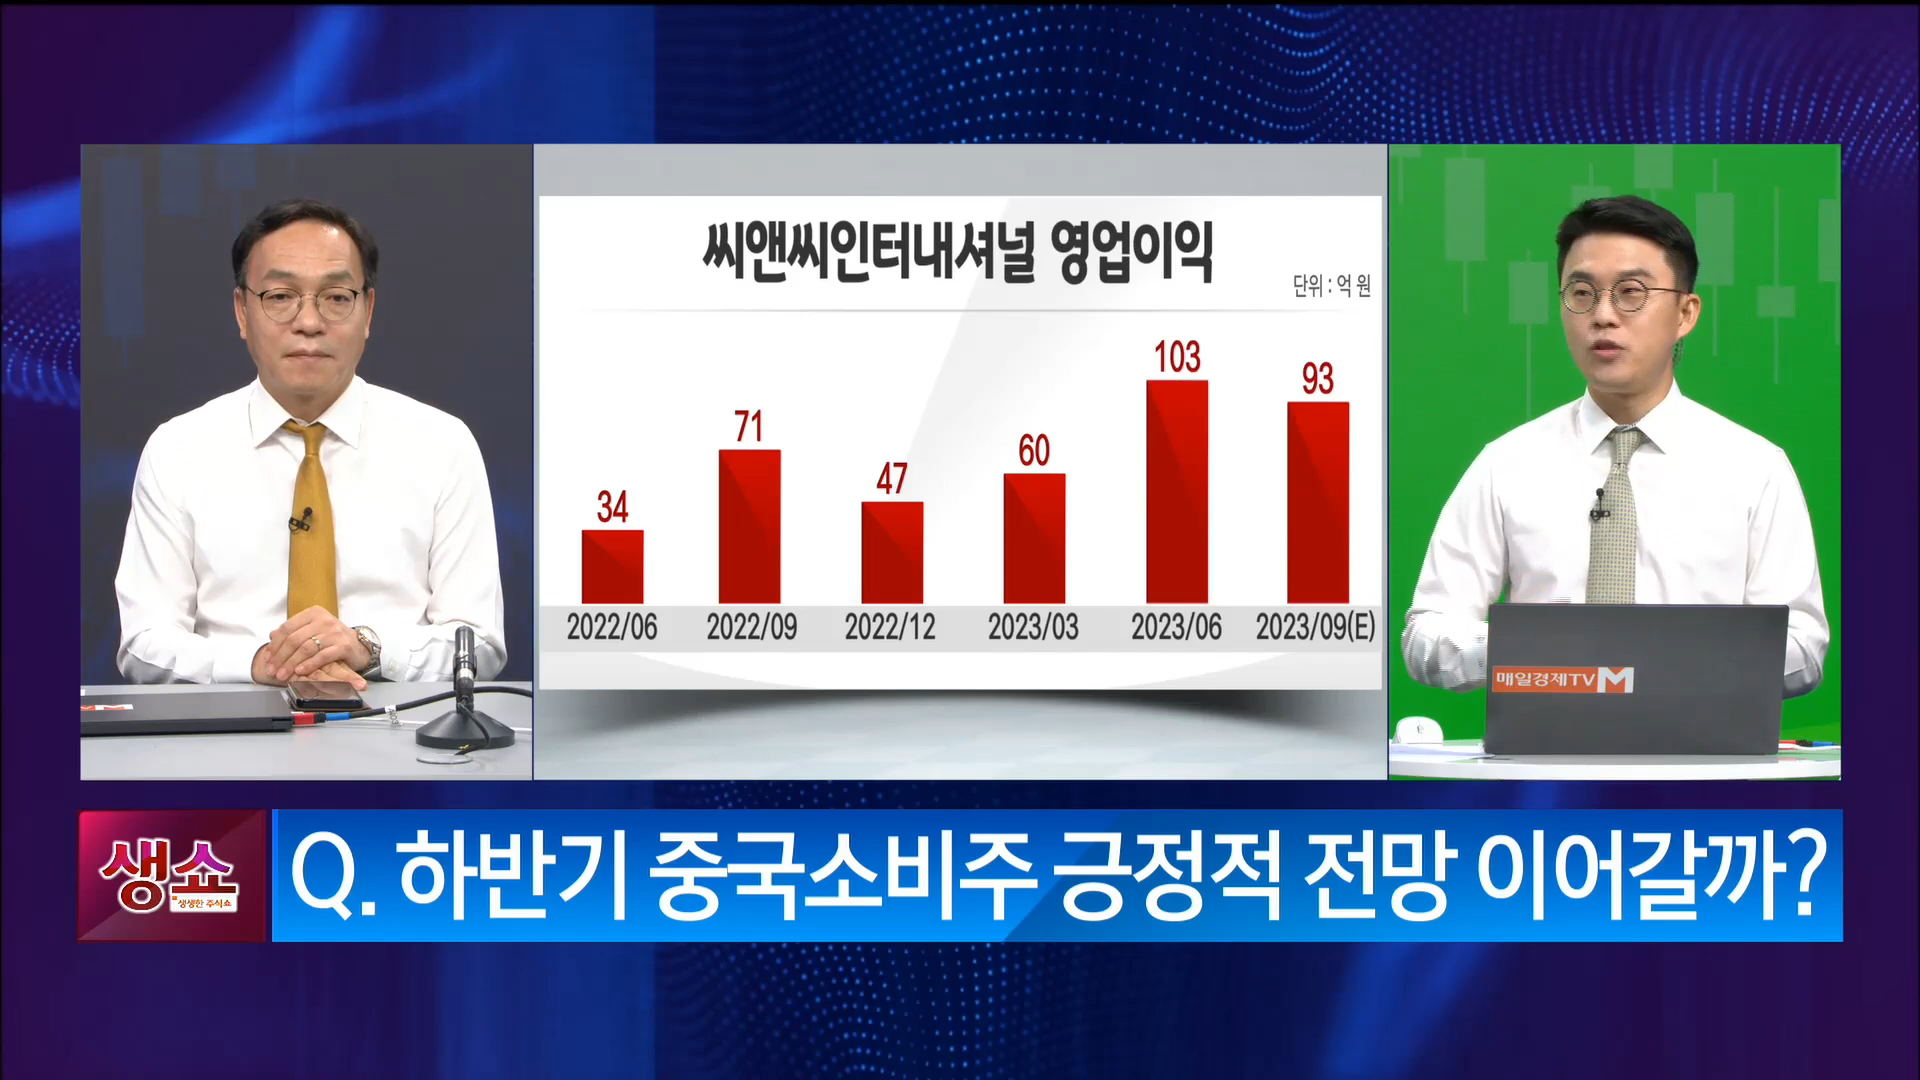 씨앤씨인터내셔널 영업이익
단위 : 억 원
34
71
47
60
103
93
2022/06
2022/09
2022/12
2023/03
2023/06
2023/09(E)
매일경제TV M
생쇼
생생한 주식쇼
Q. 하반기 중국소비주 긍정적 전망 이어갈까?